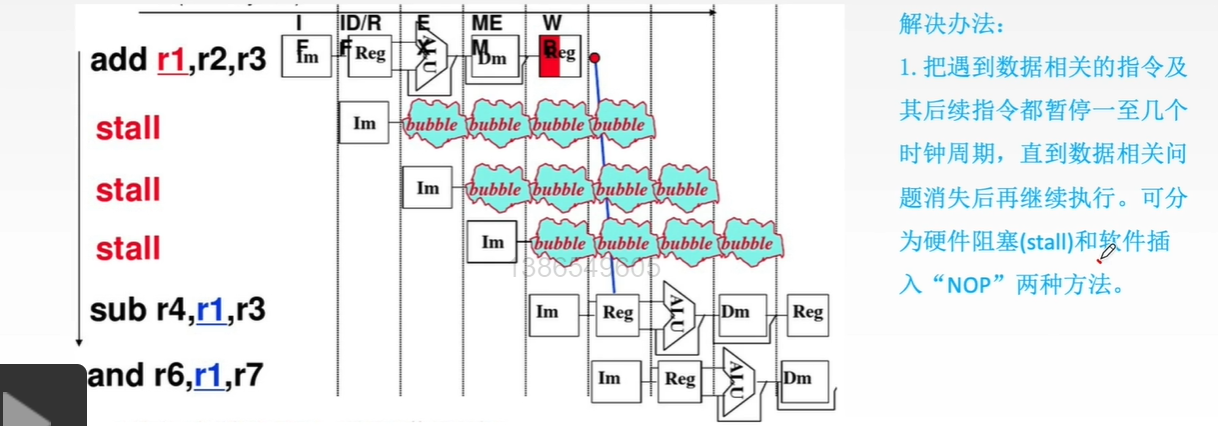 IF ID/RF EX MEM WB
add r1,r2,r3 Im Reg ALU Dm Reg
stall Im bubble bubble bubble bubble
stall Im bubble bubble bubble bubble
stall Im bubble bubble bubble bubble
1386549605
sub r4,r1,r3 Im Reg ALU Dm Reg
and r6,r1,r7 Im Reg ALU Dm
解决办法：
1. 把遇到数据相关的指令及
其后续指令都暂停一至几个
时钟周期，直到数据相关问
题消失后再继续执行。可分
为硬件阻塞(stall)和软件插
入“NOP”两种方法。